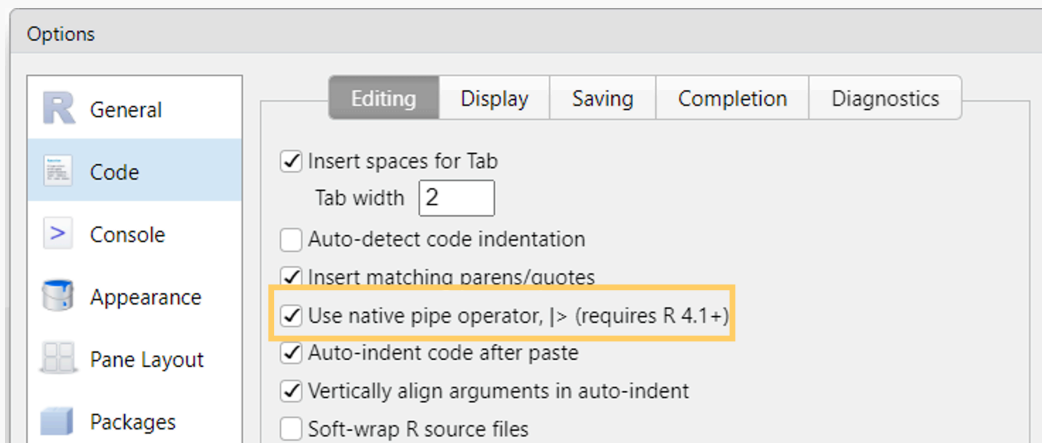 Options
General
Code
Console
Appearance
Pane Layout
Packages
Editing Display Saving Completion Diagnostics
Insert spaces for Tab
Tab width 2
Auto-detect code indentation
Insert matching parens/quotes
Use native pipe operator, |> (requires R 4.1+)
Auto-indent code after paste
Vertically align arguments in auto-indent
Soft-wrap R source files